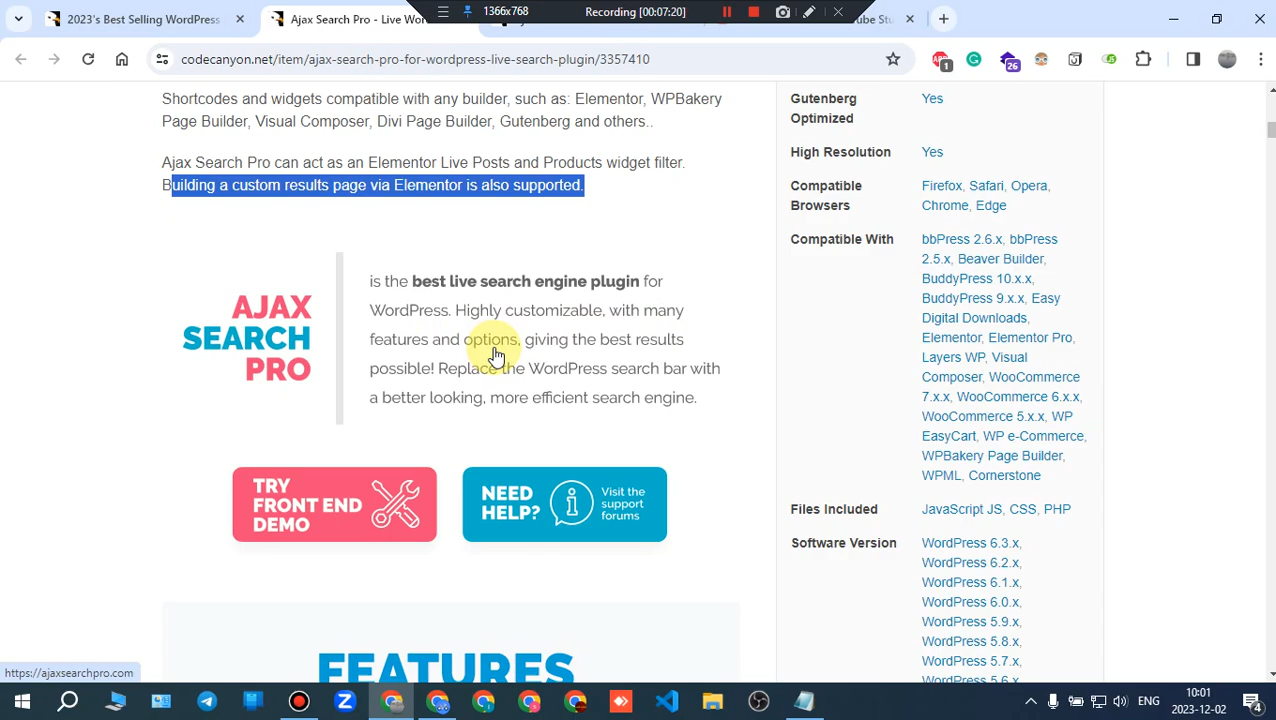 2023's Best Selling WordPress
Ajax Search Pro - Live Wor
1366x768
Recording [00:07:20]
be Stu
codecanyon.net/item/ajax-search-pro-for-wordpress-live-search-plugin/3357410
1
26
Shortcodes and widgets compatible with any builder, such as: Elementor, WPBakery
Page Builder, Visual Composer, Divi Page Builder, Gutenberg and others..
Ajax Search Pro can act as an Elementor Live Posts and Products widget filter.
Building a custom results page via Elementor is also supported.
AJAX
SEARCH
PRO
is the best live search engine plugin for
WordPress. Highly customizable, with many
features and options, giving the best results
possible! Replace the WordPress search bar with
a better looking, more efficient search engine.
TRY
FRONT END
DEMO
NEED
HELP?
Visit the
support
forums
FEATURES
Gutenberg
Optimized
Yes
High Resolution
Yes
Compatible
Browsers
Firefox, Safari, Opera,
Chrome, Edge
Compatible With
bbPress 2.6.x, bbPress
2.5.x, Beaver Builder,
BuddyPress 10.x.x,
BuddyPress 9.x.x, Easy
Digital Downloads,
Elementor, Elementor Pro,
Layers WP, Visual
Composer, WooCommerce
7.x.x, WooCommerce 6.x.x,
WooCommerce 5.x.x, WP
EasyCart, WP e-Commerce,
WPBakery Page Builder,
WPML, Cornerstone
Files Included
JavaScript JS, CSS, PHP
Software Version
WordPress 6.3.x,
WordPress 6.2.x,
WordPress 6.1.x,
WordPress 6.0.x,
WordPress 5.9.x,
WordPress 5.8.x,
WordPress 5.7.x,
WordPress 5.6.x,
https://ajaxsearchpro.com
ENG
10:01
2023-12-02
4